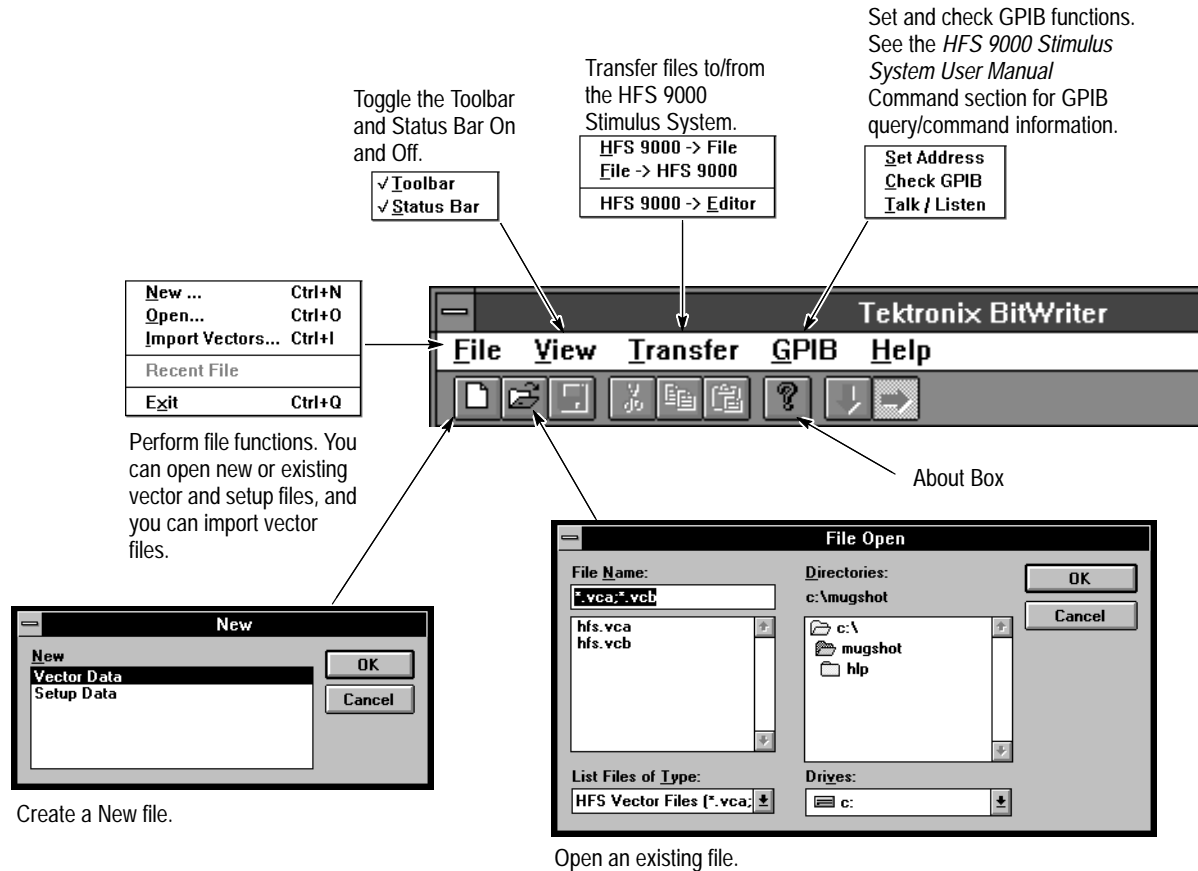 Set and check GPIB functions.
See the HFS 9000 Stimulus
System User Manual
Command section for GPIB
query/command information.
Transfer files to/from
the HFS 9000
Stimulus System.
Toggle the Toolbar
and Status Bar On
and Off.
HFS 9000 -> File
File -> HFS 9000
HFS 9000 -> Editor
Set Address
Check GPIB
Talk / Listen
√ Toolbar
√ Status Bar
New ... Ctrl+N
Open... Ctrl+O
Import Vectors... Ctrl+I
Recent File
Exit Ctrl+Q
Tektronix BitWriter
File View Transfer GPIB Help
Perform file functions. You
can open new or existing
vector and setup files, and
you can import vector
files.
About Box
File Open
File Name:
*.vca;*.vcb
hfs.vca
hfs.vcb
List Files of Type:
HFS Vector Files (*.vca;
Directories:
c:\mugshot
c:\
mugshot
hlp
Drives:
c:
OK
Cancel
New
New
Vector Data
Setup Data
OK
Cancel
Create a New file.
Open an existing file.